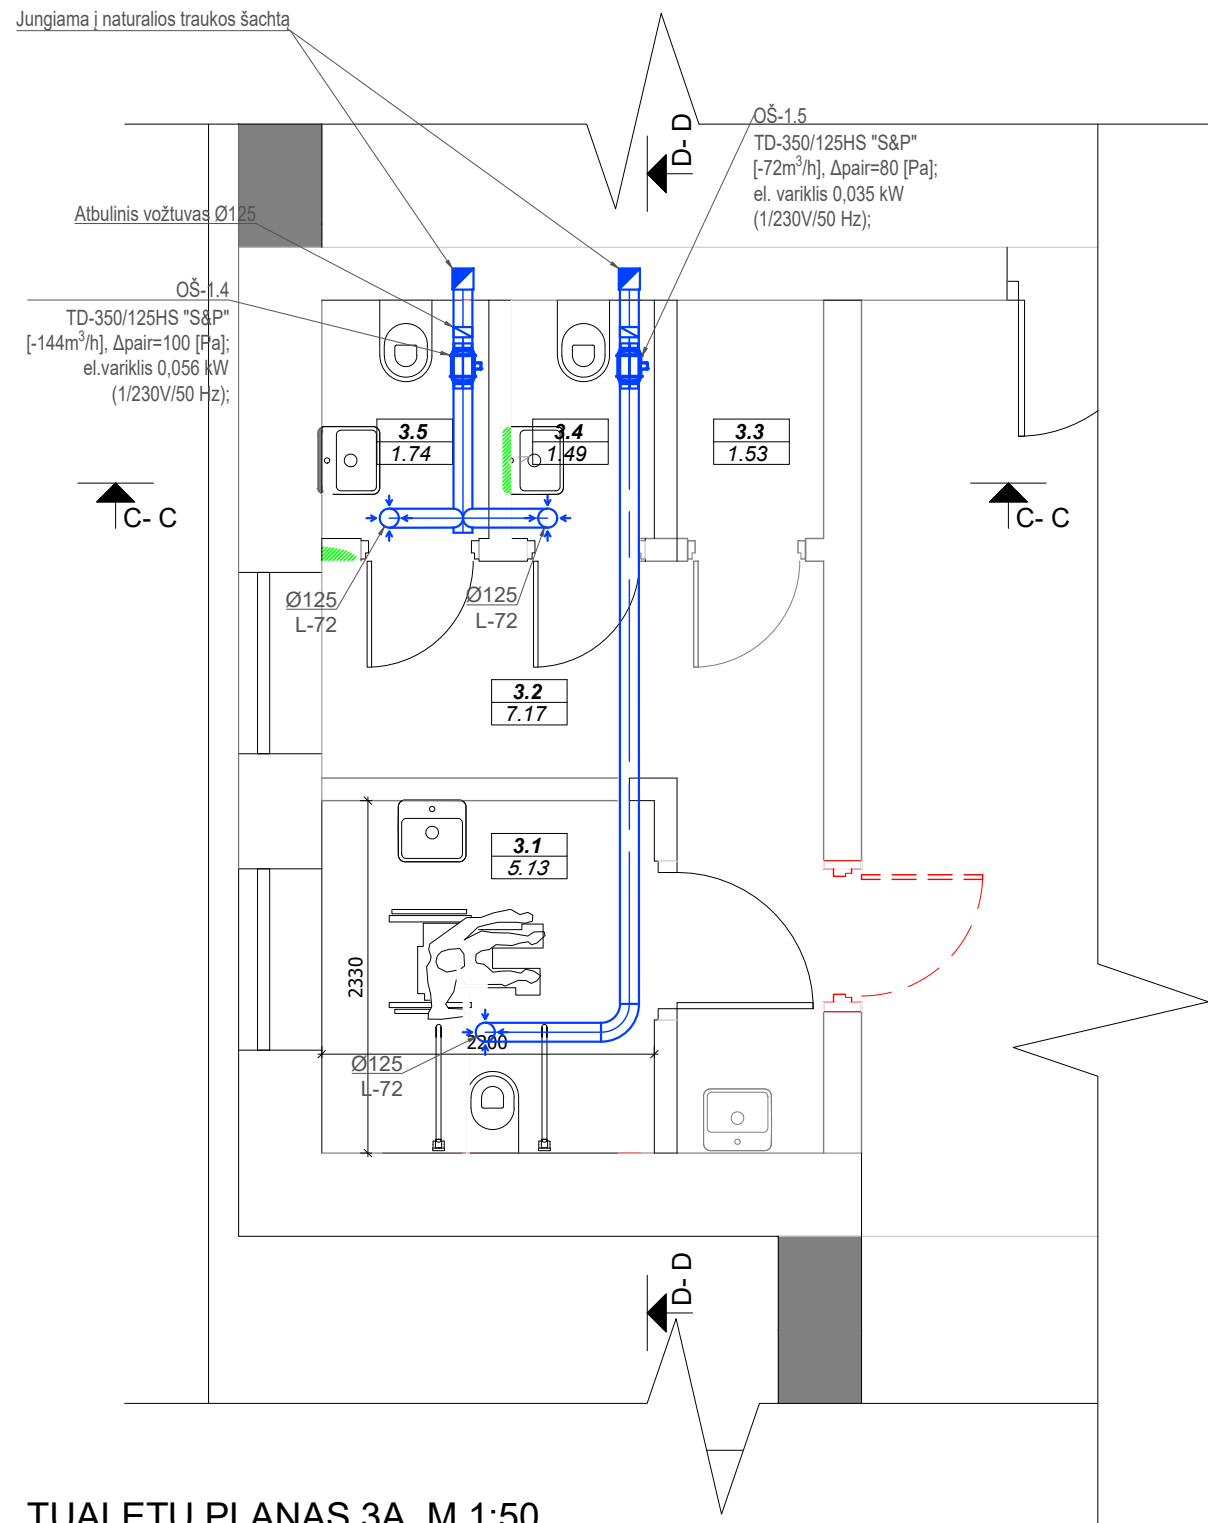 Jungiama į naturalios traukos šachtą
D- D
OŠ-1.5
TD-350/125HS "S&P"
[-72m³/h], Δpair=80 [Pa];
el. variklis 0,035 kW
(1/230V/50 Hz);
Atbulinis vožtuvas Ø125
OŠ-1.4
TD-350/125HS "S&P"
[-144m³/h], Δpair=100 [Pa];
el.variklis 0,056 kW
(1/230V/50 Hz);
3.5
1.74
3.4
1.49
3.3
1.53
C- C
C- C
Ø125
L-72
Ø125
L-72
3.2
7.17
3.1
5.13
2330
2200
Ø125
L-72
D- D
TUALETŲ PLANAS 3A M 1:50